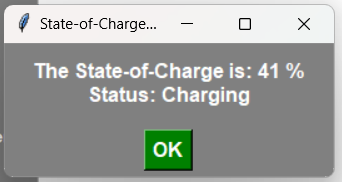 State-of-Charge...
The State-of-Charge is: 41 %
Status: Charging
OK